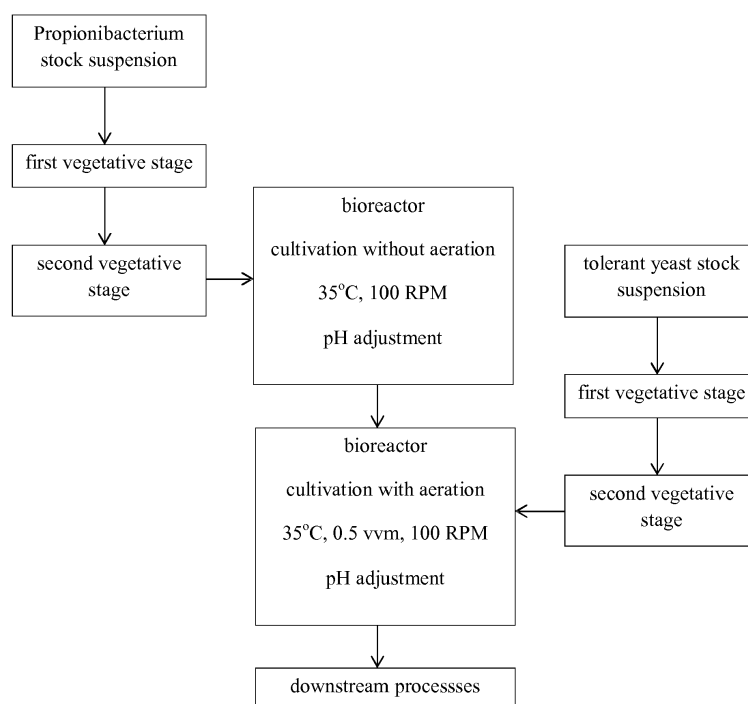 Propionibacterium
stock suspension
first vegetative stage
second vegetative
stage
bioreactor
cultivation without aeration
35°C, 100 RPM
pH adjustment
tolerant yeast stock
suspension
first vegetative stage
second vegetative
stage
bioreactor
cultivation with aeration
35°C, 0.5 vvm, 100 RPM
pH adjustment
downstream processses